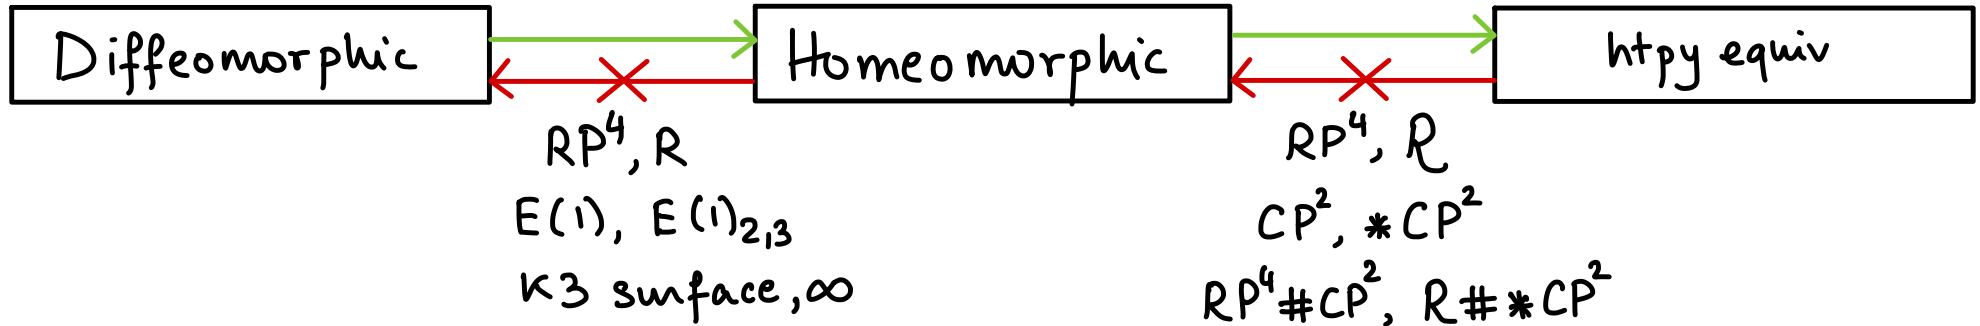 Diffeomorphic
Homeomorphic
htpy equiv
RP⁴, R
E(1), E(1)₂,₃
K3 surface, ∞
RP⁴, R
CP², *CP²
RP⁴#CP², R#*CP²